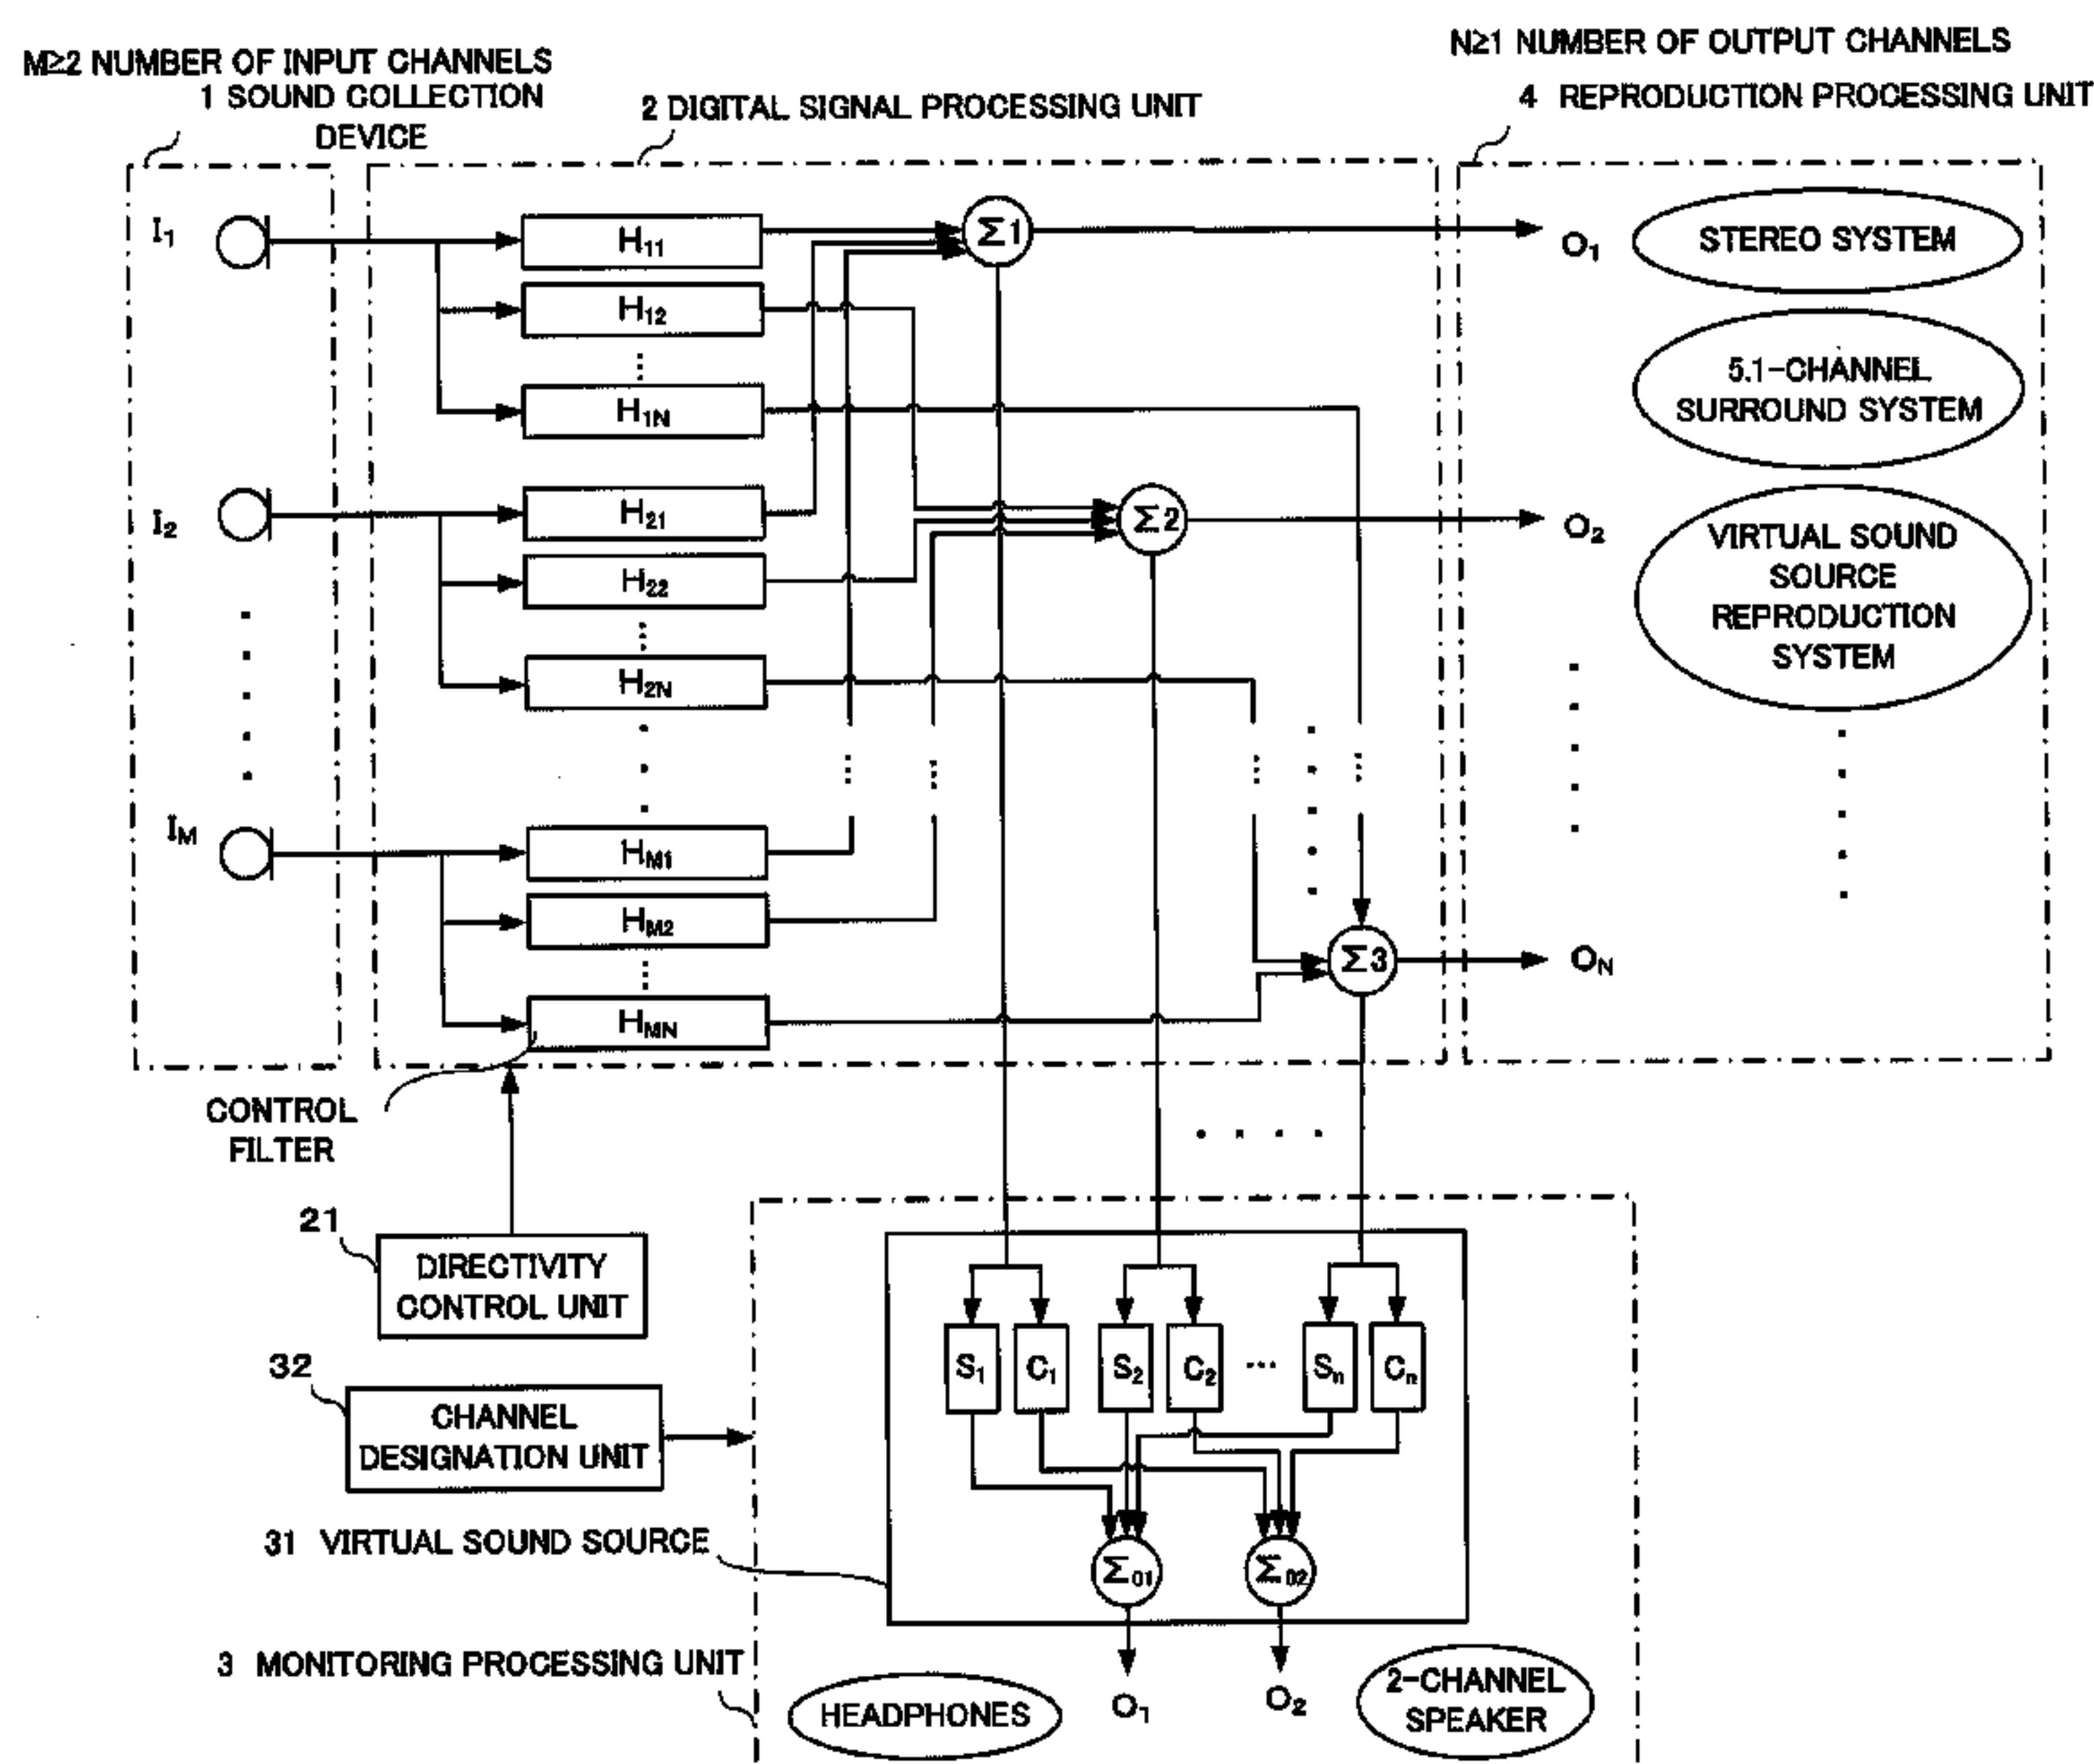 M≥2 NUMBER OF INPUT CHANNELS
1 SOUND COLLECTION
DEVICE
2 DIGITAL SIGNAL PROCESSING UNIT
N≥1 NUMBER OF OUTPUT CHANNELS
4 REPRODUCTION PROCESSING UNIT
I₁
H₁₁
Σ1
O₁
STEREO SYSTEM
H₁₂
H₁N
5.1-CHANNEL
SURROUND SYSTEM
I₂
H₂₁
Σ2
O₂
H₂₂
H₂N
VIRTUAL SOUND
SOURCE
REPRODUCTION
SYSTEM
IM
HM1
HM2
HMN
Σ3
ON
CONTROL
FILTER
21
DIRECTIVITY
CONTROL UNIT
32
CHANNEL
DESIGNATION UNIT
S₁
C₁
S₂
C₂
...
Sn
Cn
31 VIRTUAL SOUND SOURCE
Σ01
Σ02
3 MONITORING PROCESSING UNIT
HEADPHONES
O₁
O₂
2-CHANNEL
SPEAKER